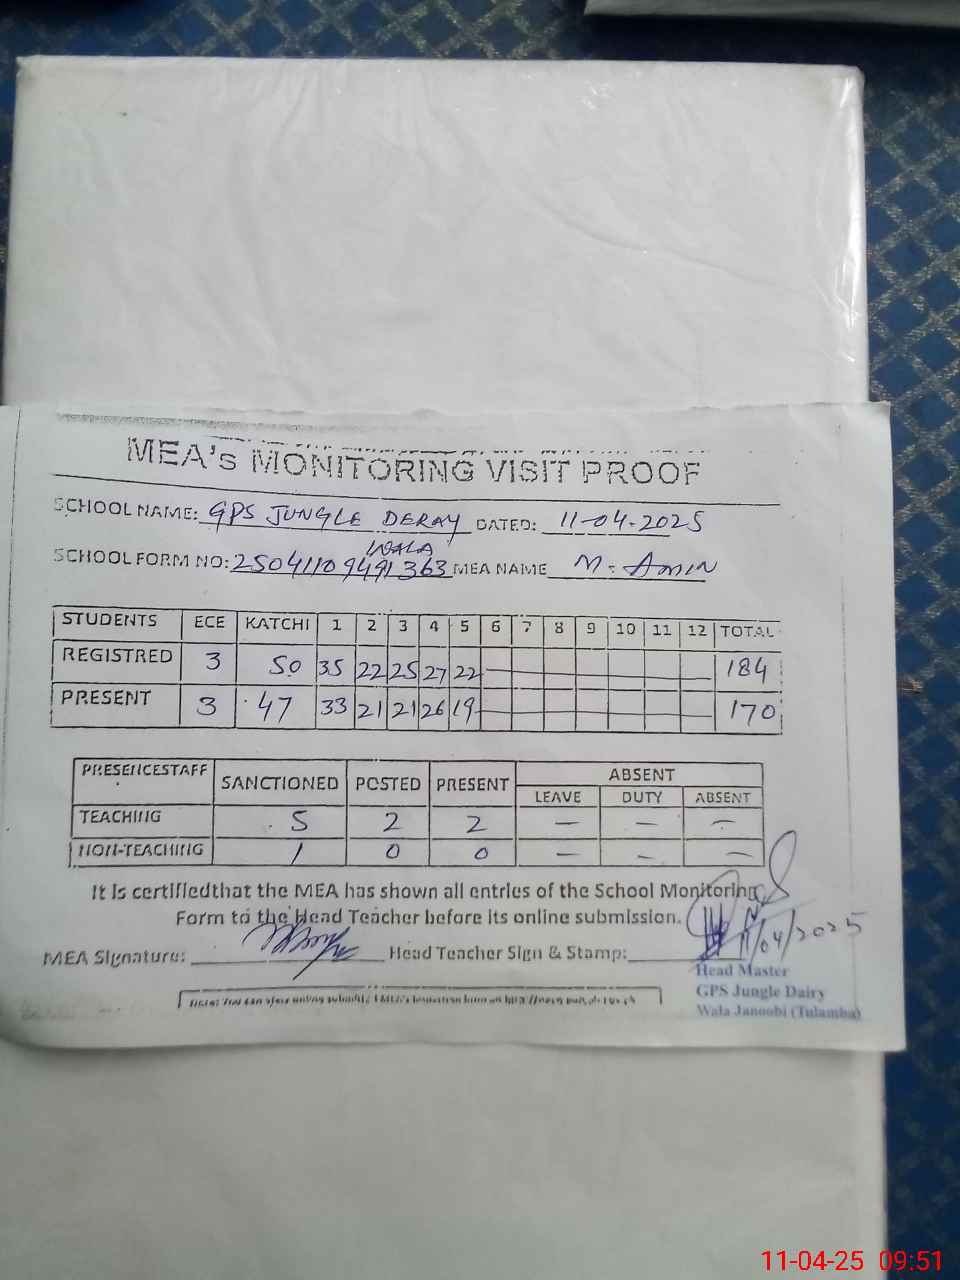 MEA's MONITORING VISIT PROOF
SCHOOL NAME: GPS JUNGLE DERAY WALA DATED: 11-04-2025
SCHOOL FORM NO: 25041109491363 MEA NAME M. Amin
STUDENTS ECE KATCHI 1 2 3 4 5 6 7 8 9 10 11 12 TOTAL
REGISTRED 3 50 35 22 25 27 22 184
PRESENT 3 47 33 21 21 26 19 170
PRESENCESTAFF SANCTIONED POSTED PRESENT ABSENT
LEAVE DUTY ABSENT
TEACHING 5 2 2 — — —
NON-TEACHING 1 0 0 — — —
It Is certifiedthat the MEA has shown all entries of the School Monitoring
Form to the Head Teacher before its online submission.
11/04/2025
MEA Signature: Head Teacher Sign & Stamp:
Head Master
GPS Jungle Dairy
Wala Janoobi (Tulamba)
11-04-25 09:51